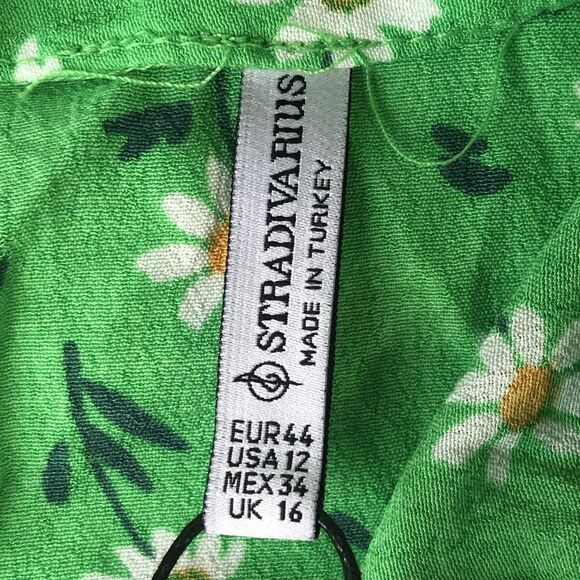 STRADIVARIUS
MADE IN TURKEY
EUR 44
USA 12
MEX 34
UK 16